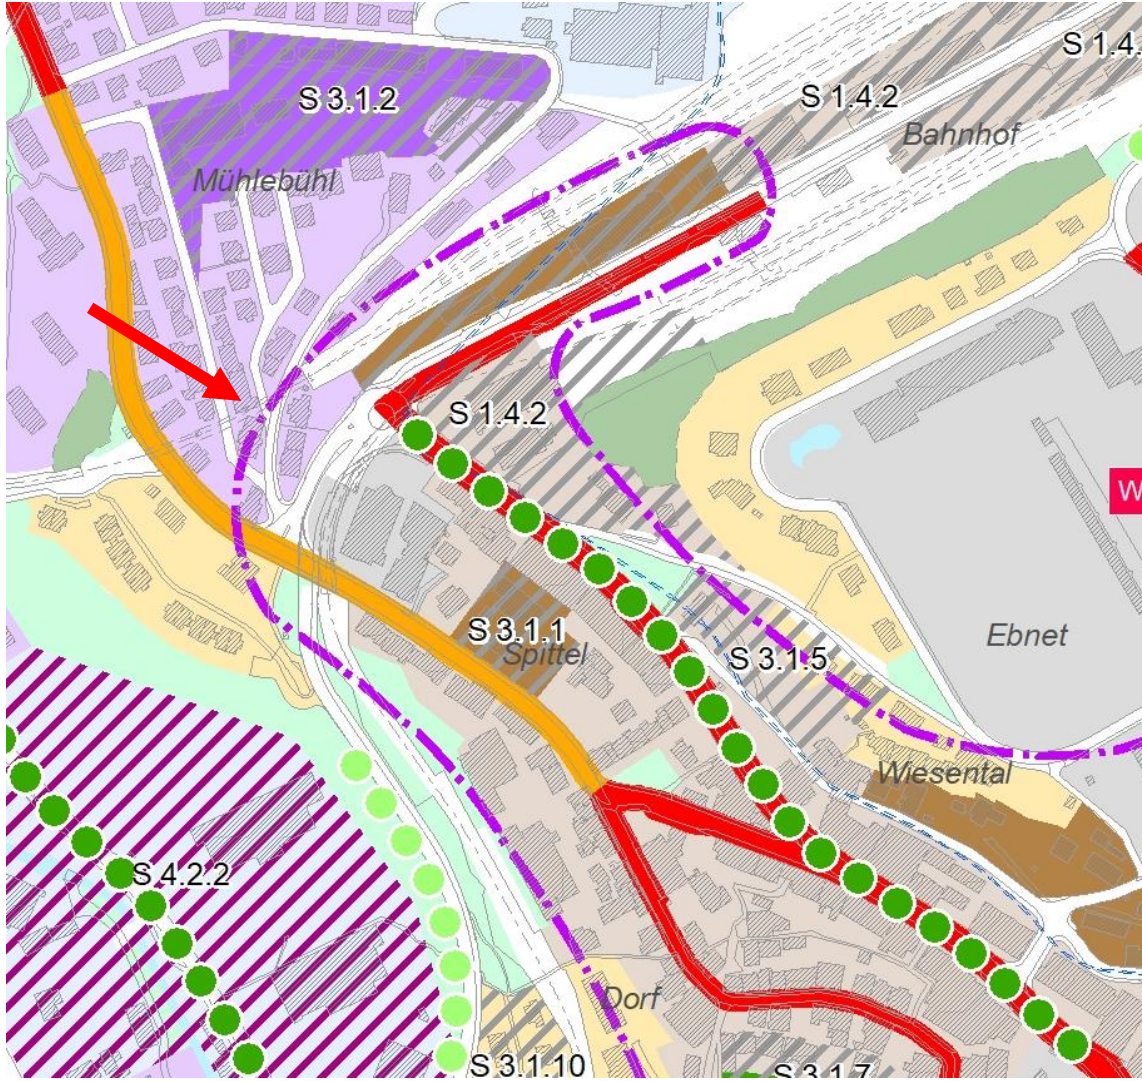 S 1.4.
S 3.1.2
S 1.4.2
Bahnhof
Mühlebühl
S 1.4.2
W
S 3.1.1
Spittel
Ebnet
S 3.1.5
Wiesental
S 4.2.2
Dorf
S 3.1.10
S 3.1.7